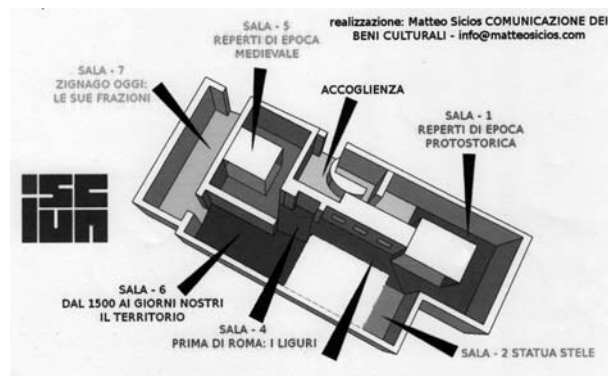 realizzazione: Matteo Sicios COMUNICAZIONE DEI
BENI CULTURALI - info@matteosicios.com
SALA - 5
REPERTI DI EPOCA
MEDIEVALE
SALA - 7
ZIGNAGO OGGI:
LE SUE FRAZIONI
ACCOGLIENZA
SALA - 1
REPERTI DI EPOCA
PROTOSTORICA
SALA - 6
DAL 1500 AI GIORNI NOSTRI
IL TERRITORIO
SALA - 4
PRIMA DI ROMA: I LIGURI
SALA - 2 STATUA STELE